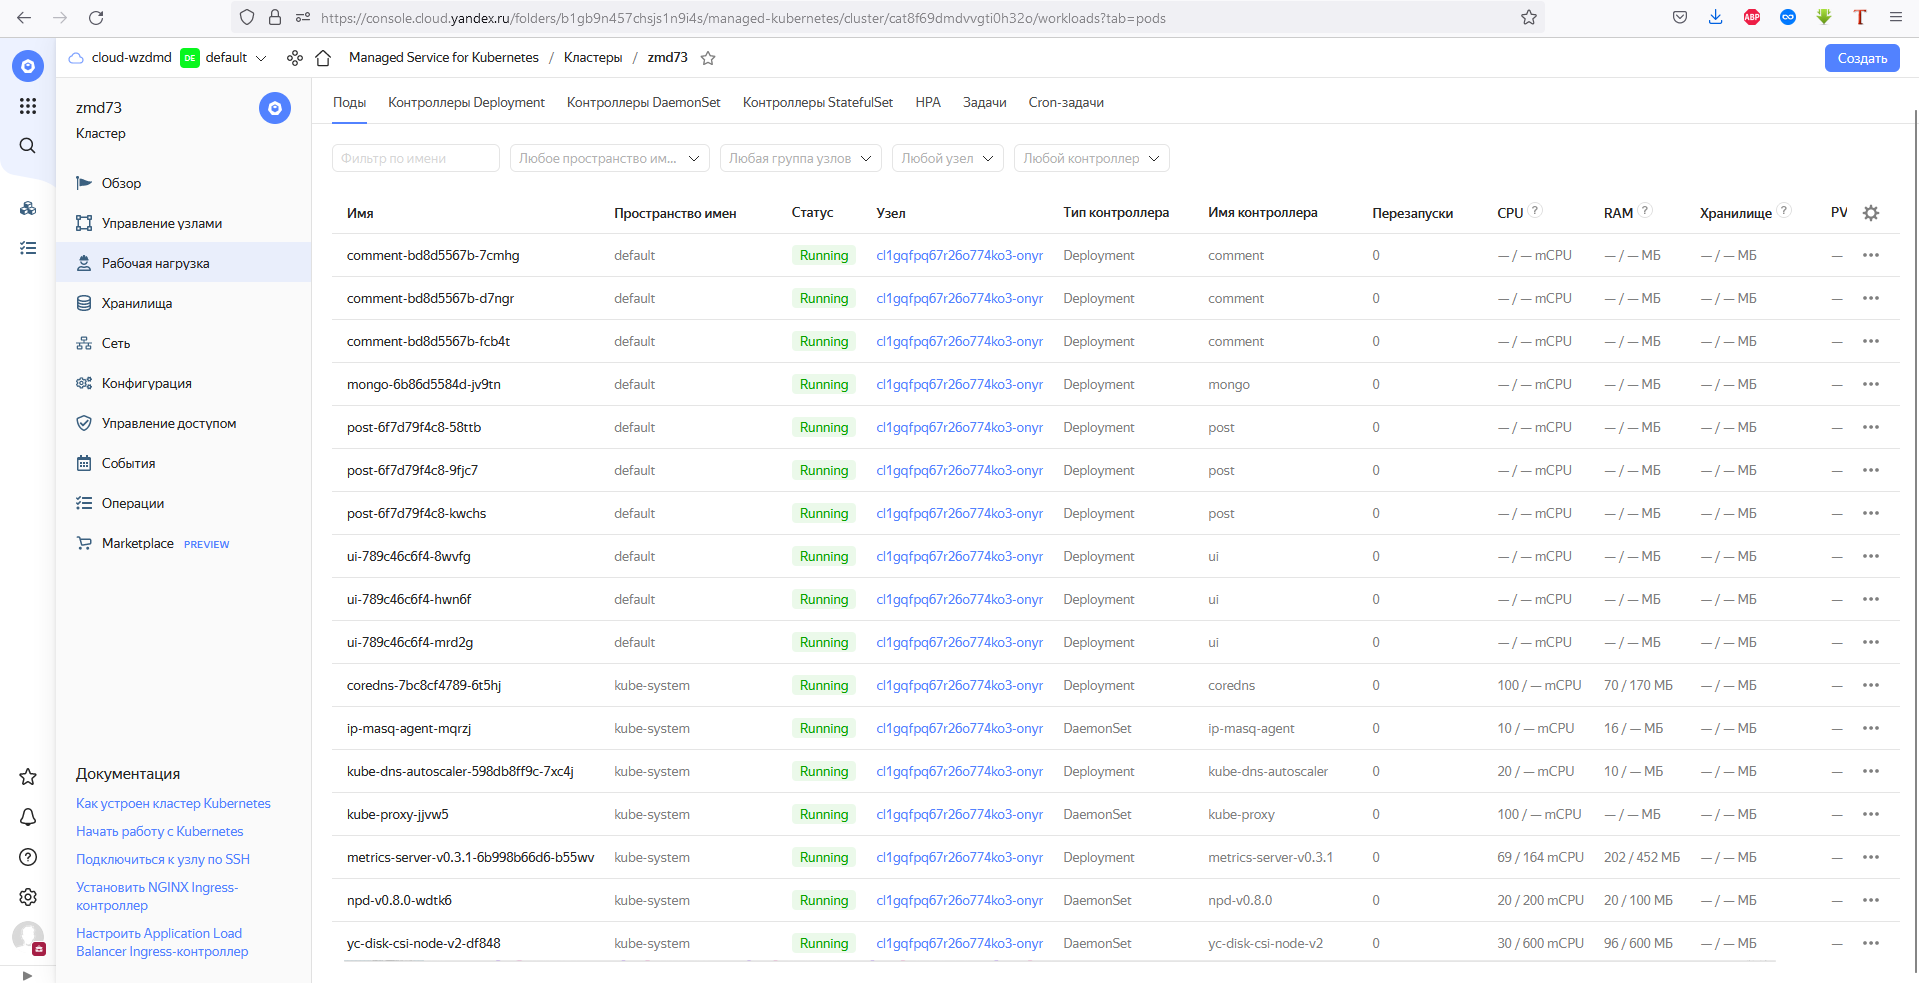 https://console.cloud.yandex.ru/folders/b1gb9n457chsjs1n9i4s/managed-kubernetes/cluster/cat8f69dmdvvgti0h32o/workloads?tab=pods
ABP
T
cloud-wzdmd DE default Managed Service for Kubernetes / Кластеры / zmd73
Создать
zmd73
Кластер
Обзор
Управление узлами
Рабочая нагрузка
Хранилища
Сеть
Конфигурация
Управление доступом
События
Операции
Marketplace PREVIEW
Документация
Как устроен кластер Kubernetes
Начать работу с Kubernetes
Подключиться к узлу по SSH
Установить NGINX Ingress-
контроллер
Настроить Application Load
Balancer Ingress-контроллер
Поды Контроллеры Deployment Контроллеры DaemonSet Контроллеры StatefulSet HPA Задачи Cron-задачи
Фильтр по имени Любое пространство им... Любая группа узлов Любой узел Любой контроллер
Имя Пространство имен Статус Узел Тип контроллера Имя контроллера Перезапуски CPU ? RAM ? Хранилище ? PV
comment-bd8d5567b-7cmhg default Running cl1gqfpq67r26o774ko3-onyr Deployment comment 0 — / — mCPU — / — МБ — / — МБ —
comment-bd8d5567b-d7ngr default Running cl1gqfpq67r26o774ko3-onyr Deployment comment 0 — / — mCPU — / — МБ — / — МБ —
comment-bd8d5567b-fcb4t default Running cl1gqfpq67r26o774ko3-onyr Deployment comment 0 — / — mCPU — / — МБ — / — МБ —
mongo-6b86d5584d-jv9tn default Running cl1gqfpq67r26o774ko3-onyr Deployment mongo 0 — / — mCPU — / — МБ — / — МБ —
post-6f7d79f4c8-58ttb default Running cl1gqfpq67r26o774ko3-onyr Deployment post 0 — / — mCPU — / — МБ — / — МБ —
post-6f7d79f4c8-9fjc7 default Running cl1gqfpq67r26o774ko3-onyr Deployment post 0 — / — mCPU — / — МБ — / — МБ —
post-6f7d79f4c8-kwchs default Running cl1gqfpq67r26o774ko3-onyr Deployment post 0 — / — mCPU — / — МБ — / — МБ —
ui-789c46c6f4-8wvfg default Running cl1gqfpq67r26o774ko3-onyr Deployment ui 0 — / — mCPU — / — МБ — / — МБ —
ui-789c46c6f4-hwn6f default Running cl1gqfpq67r26o774ko3-onyr Deployment ui 0 — / — mCPU — / — МБ — / — МБ —
ui-789c46c6f4-mrd2g default Running cl1gqfpq67r26o774ko3-onyr Deployment ui 0 — / — mCPU — / — МБ — / — МБ —
coredns-7bc8cf4789-6t5hj kube-system Running cl1gqfpq67r26o774ko3-onyr Deployment coredns 0 100 / — mCPU 70 / 170 МБ — / — МБ —
ip-masq-agent-mqrzj kube-system Running cl1gqfpq67r26o774ko3-onyr DaemonSet ip-masq-agent 0 10 / — mCPU 16 / — МБ — / — МБ —
kube-dns-autoscaler-598db8ff9c-7xc4j kube-system Running cl1gqfpq67r26o774ko3-onyr Deployment kube-dns-autoscaler 0 20 / — mCPU 10 / — МБ — / — МБ —
kube-proxy-jjvw5 kube-system Running cl1gqfpq67r26o774ko3-onyr DaemonSet kube-proxy 0 100 / — mCPU — / — МБ — / — МБ —
metrics-server-v0.3.1-6b998b66d6-b55wv kube-system Running cl1gqfpq67r26o774ko3-onyr Deployment metrics-server-v0.3.1 0 69 / 164 mCPU 202 / 452 МБ — / — МБ —
npd-v0.8.0-wdtk6 kube-system Running cl1gqfpq67r26o774ko3-onyr DaemonSet npd-v0.8.0 0 20 / 200 mCPU 20 / 100 МБ — / — МБ —
yc-disk-csi-node-v2-df848 kube-system Running cl1gqfpq67r26o774ko3-onyr DaemonSet yc-disk-csi-node-v2 0 30 / 600 mCPU 96 / 600 МБ — / — МБ —